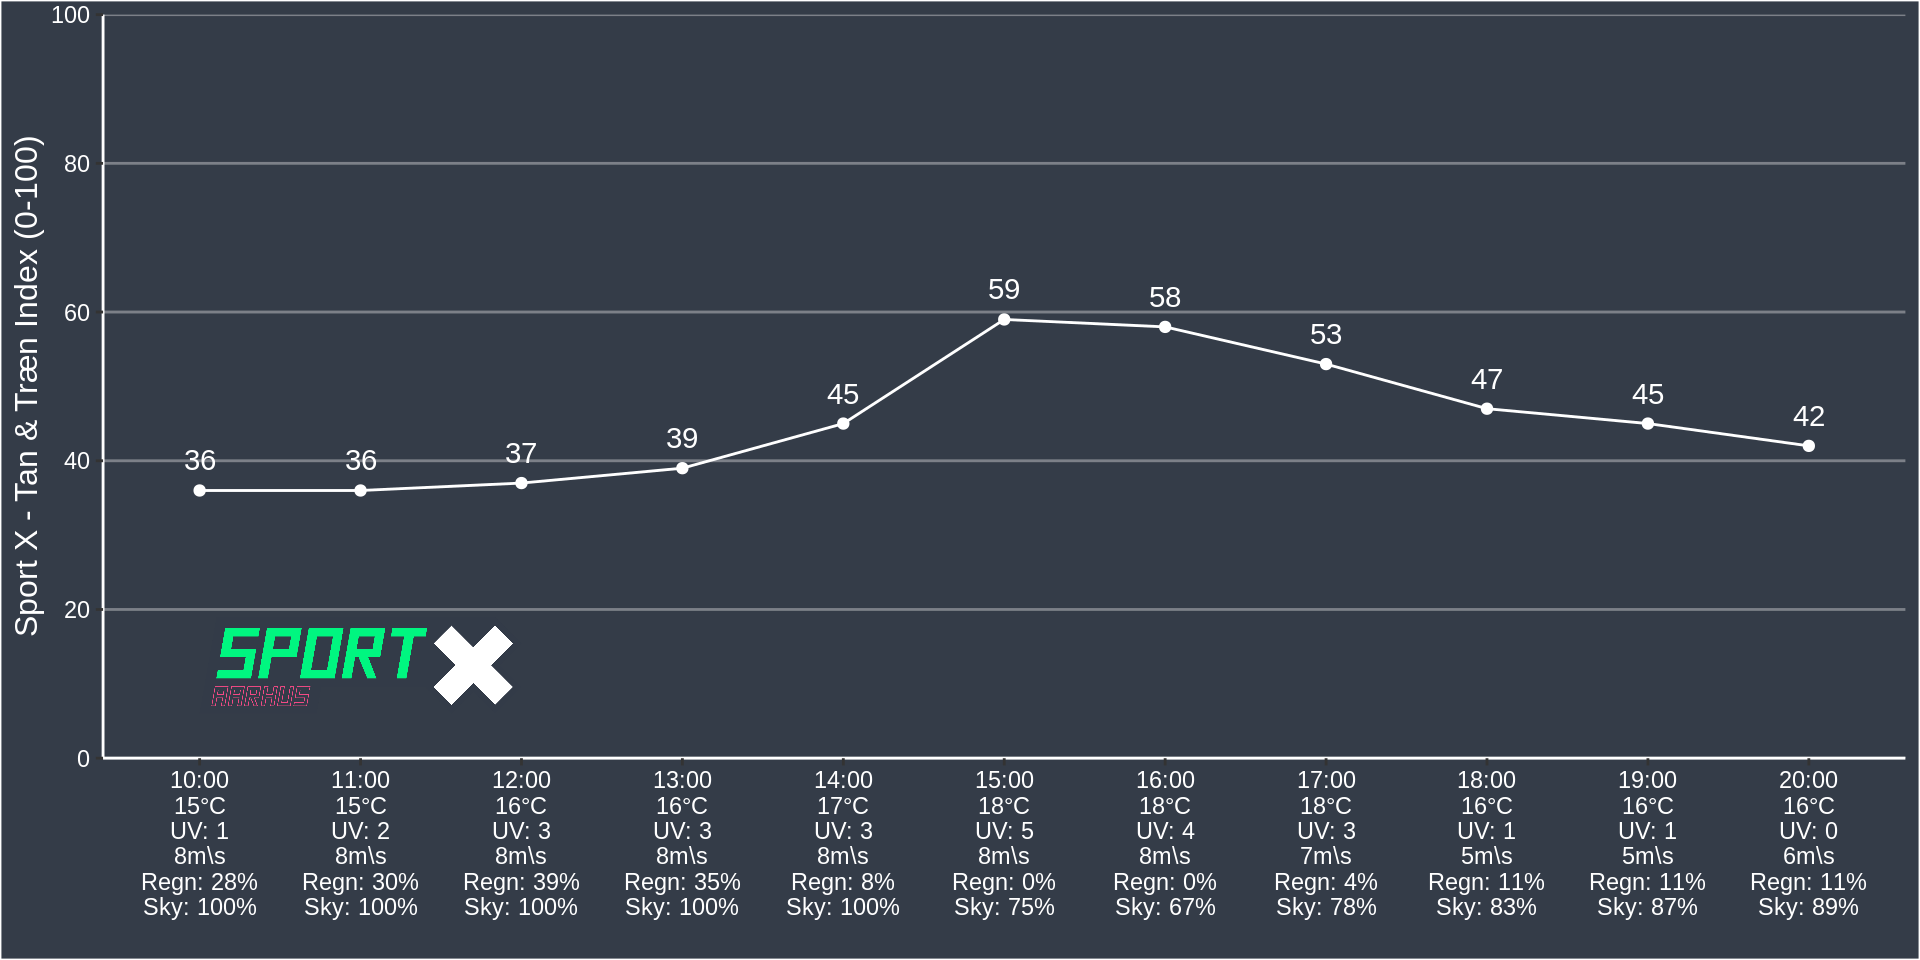 Sport X - Tan & Træn Index (0-100)
100
80
60
40
20
0
36
36
37
39
45
59
58
53
47
45
42
SPORT X
AARHUS
10:00
15°C
UV: 1
8m\s
Regn: 28%
Sky: 100%
11:00
15°C
UV: 2
8m\s
Regn: 30%
Sky: 100%
12:00
16°C
UV: 3
8m\s
Regn: 39%
Sky: 100%
13:00
16°C
UV: 3
8m\s
Regn: 35%
Sky: 100%
14:00
17°C
UV: 3
8m\s
Regn: 8%
Sky: 100%
15:00
18°C
UV: 5
8m\s
Regn: 0%
Sky: 75%
16:00
18°C
UV: 4
8m\s
Regn: 0%
Sky: 67%
17:00
18°C
UV: 3
7m\s
Regn: 4%
Sky: 78%
18:00
16°C
UV: 1
5m\s
Regn: 11%
Sky: 83%
19:00
16°C
UV: 1
5m\s
Regn: 11%
Sky: 87%
20:00
16°C
UV: 0
6m\s
Regn: 11%
Sky: 89%